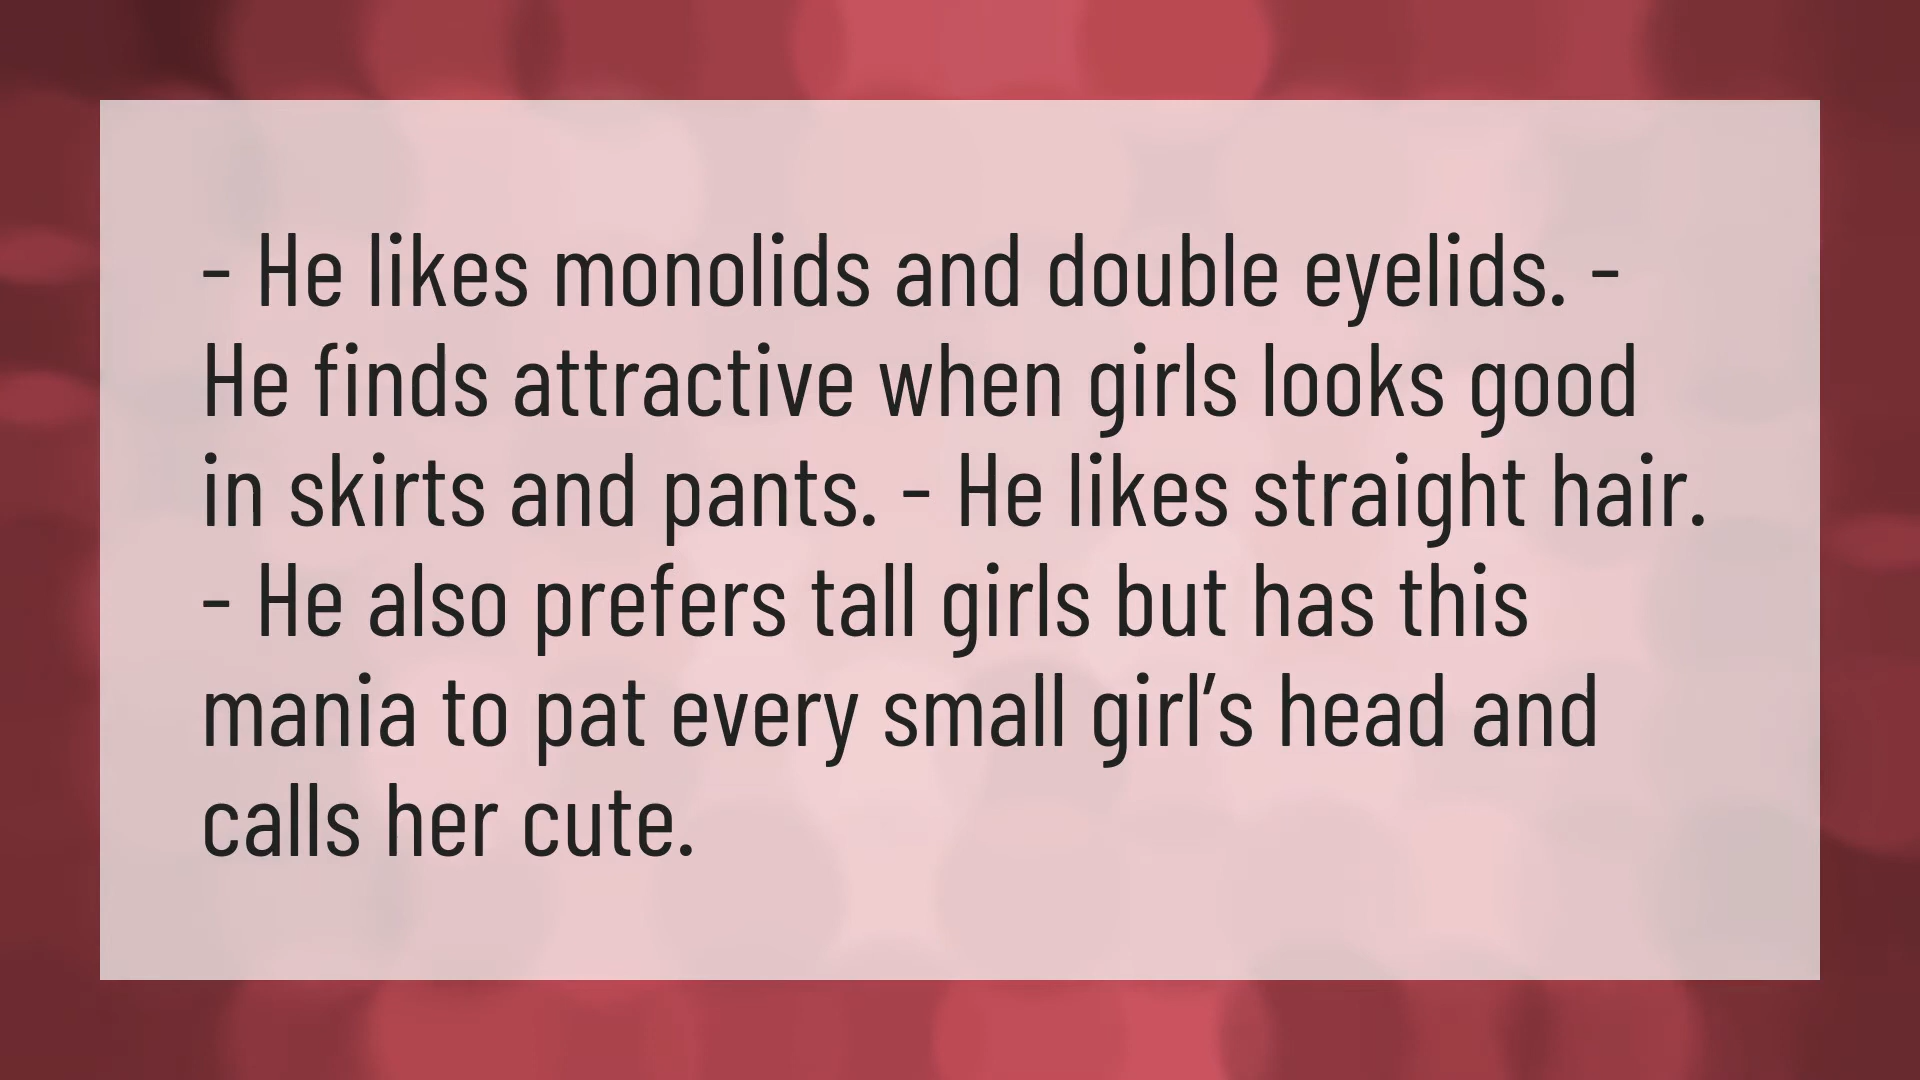 - He likes monolids and double eyelids. -
He finds attractive when girls looks good
in skirts and pants. - He likes straight hair.
- He also prefers tall girls but has this
mania to pat every small girl’s head and
calls her cute.